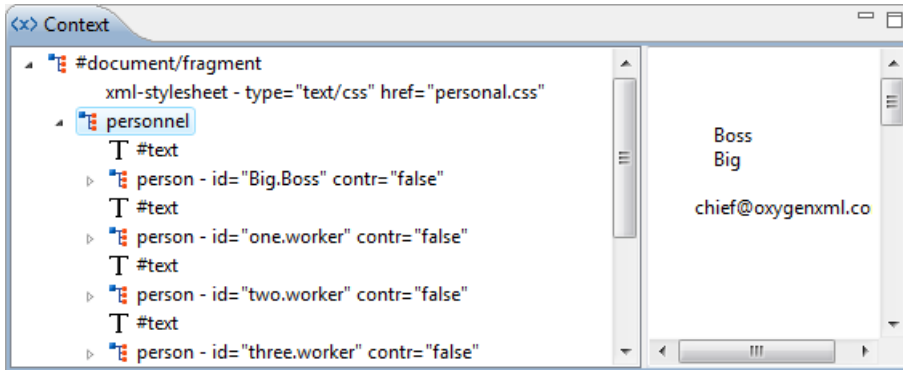 <x> Context
#document/fragment
xml-stylesheet - type="text/css" href="personal.css"
personnel
T #text
person - id="Big.Boss" contr="false"
T #text
person - id="one.worker" contr="false"
T #text
person - id="two.worker" contr="false"
T #text
person - id="three.worker" contr="false"
Boss
Big
chief@oxygenxml.co